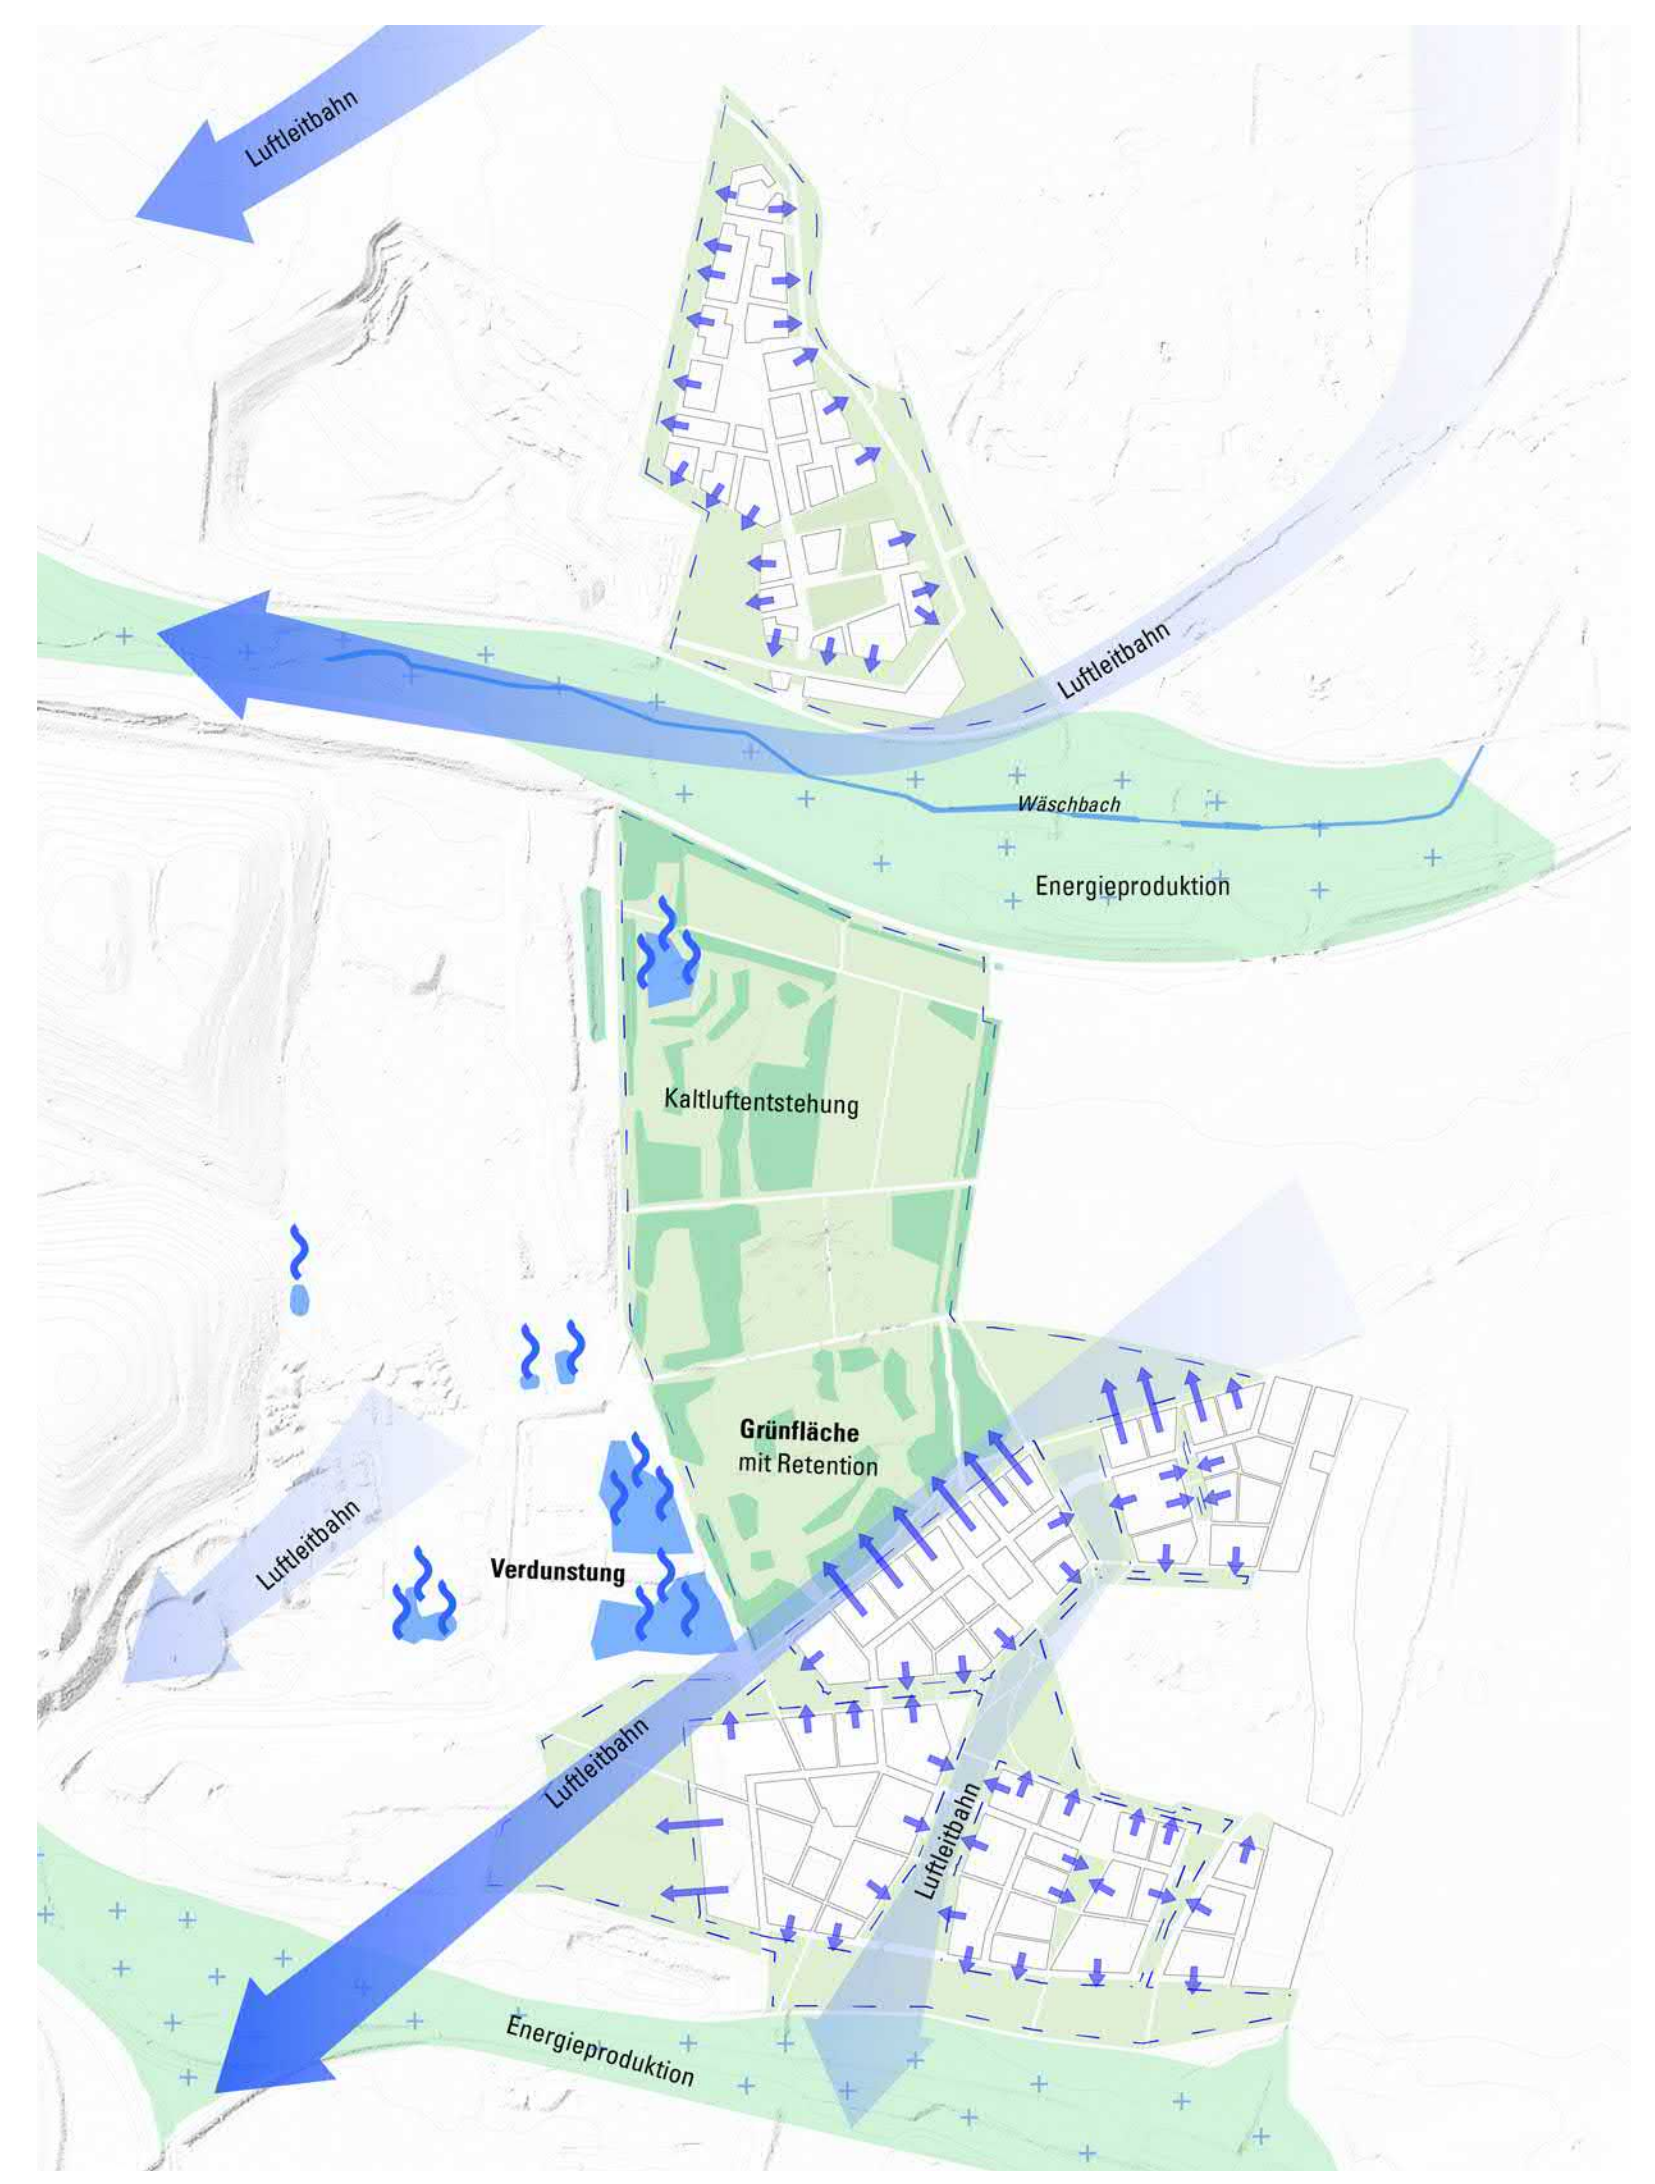 Luftleitbahn
Luftleitbahn
Wäschbach
Energieproduktion
Kaltluftentstehung
Grünfläche
mit Retention
Luftleitbahn
Verdunstung
Luftleitbahn
Luftleitbahn
Energieproduktion